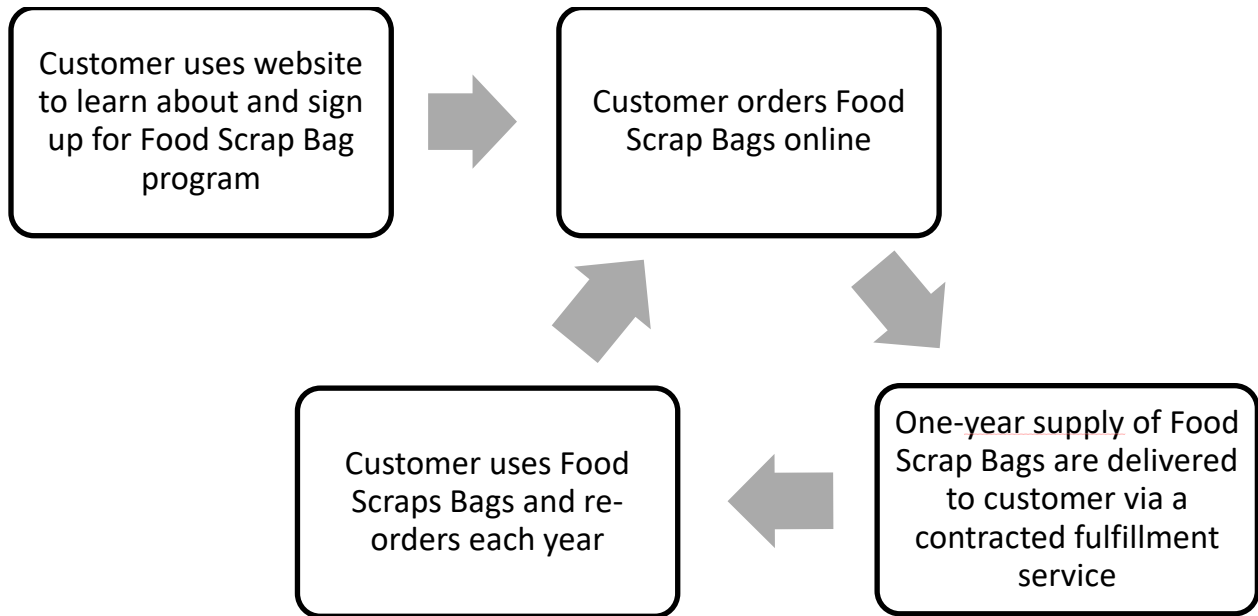 Customer uses website
to learn about and sign
up for Food Scrap Bag
program
Customer orders Food
Scrap Bags online
One-year supply of Food
Scrap Bags are delivered
to customer via a
contracted fulfillment
service
Customer uses Food
Scraps Bags and re-
orders each year